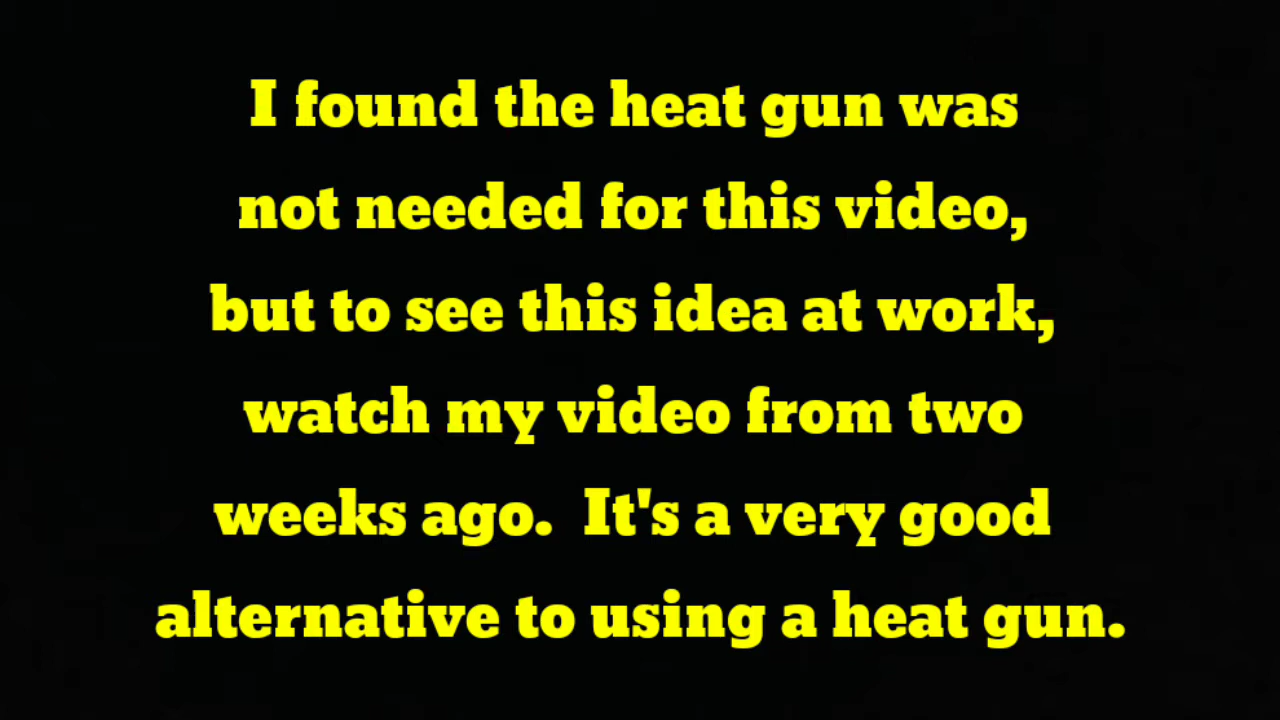 I found the heat gun was
not needed for this video,
but to see this idea at work,
watch my video from two
weeks ago.  It's a very good
alternative to using a heat gun.